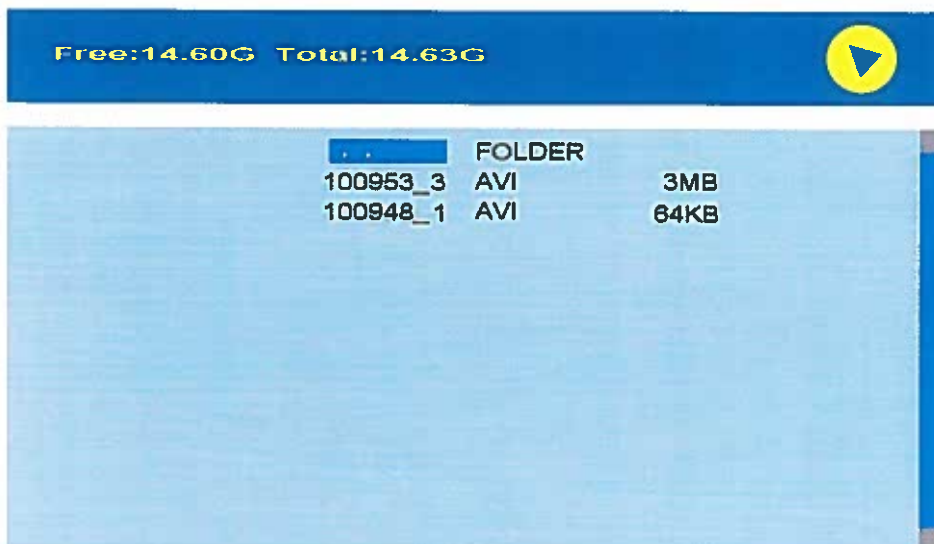 Free:14.60G Total:14.63G
.. FOLDER
100953_3 AVI 3MB
100948_1 AVI 64KB